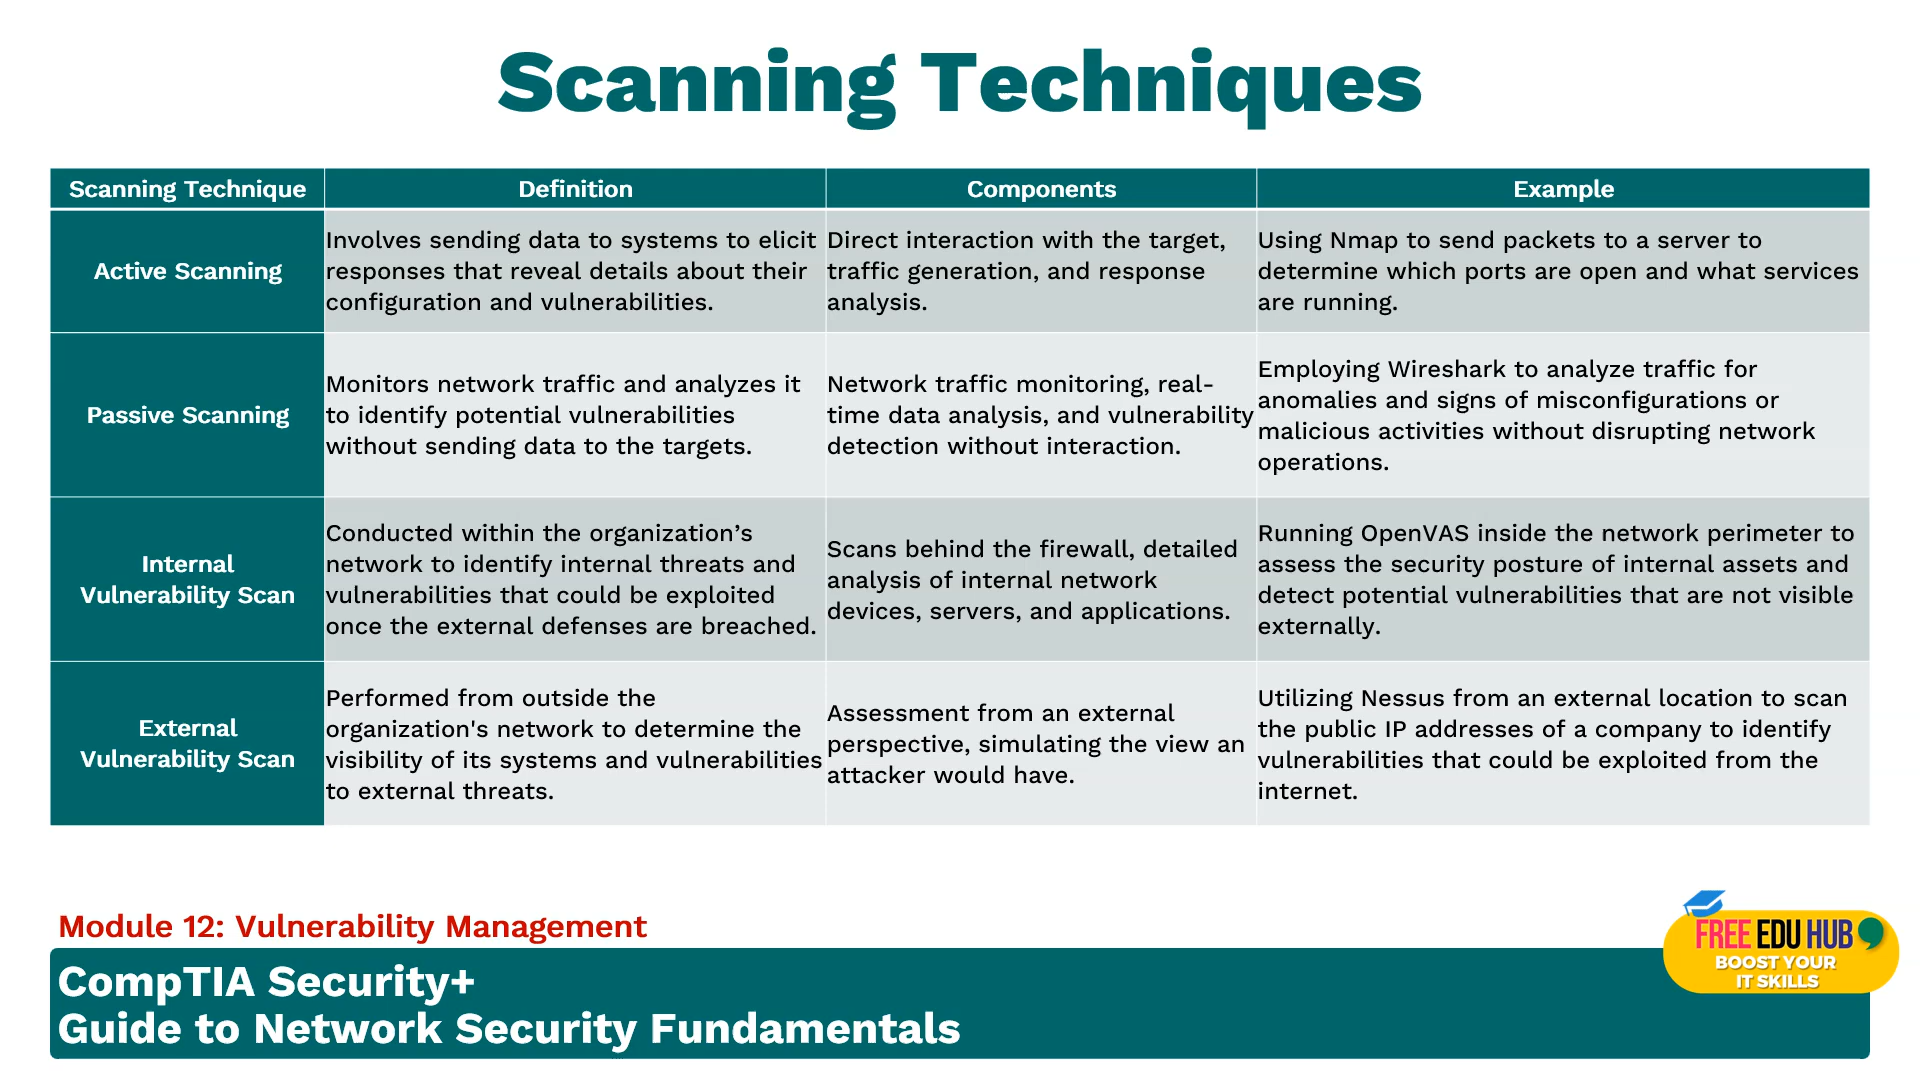 Scanning Techniques
Scanning Technique
Definition
Components
Example
Active Scanning
Involves sending data to systems to elicit
responses that reveal details about their
configuration and vulnerabilities.
Direct interaction with the target,
traffic generation, and response
analysis.
Using Nmap to send packets to a server to
determine which ports are open and what services
are running.
Passive Scanning
Monitors network traffic and analyzes it
to identify potential vulnerabilities
without sending data to the targets.
Network traffic monitoring, real-
time data analysis, and vulnerability
detection without interaction.
Employing Wireshark to analyze traffic for
anomalies and signs of misconfigurations or
malicious activities without disrupting network
operations.
Internal
Vulnerability Scan
Conducted within the organization’s
network to identify internal threats and
vulnerabilities that could be exploited
once the external defenses are breached.
Scans behind the firewall, detailed
analysis of internal network
devices, servers, and applications.
Running OpenVAS inside the network perimeter to
assess the security posture of internal assets and
detect potential vulnerabilities that are not visible
externally.
External
Vulnerability Scan
Performed from outside the
organization's network to determine the
visibility of its systems and vulnerabilities
to external threats.
Assessment from an external
perspective, simulating the view an
attacker would have.
Utilizing Nessus from an external location to scan
the public IP addresses of a company to identify
vulnerabilities that could be exploited from the
internet.
Module 12: Vulnerability Management
CompTIA Security+
Guide to Network Security Fundamentals
FREE EDU HUB
BOOST YOUR
IT SKILLS